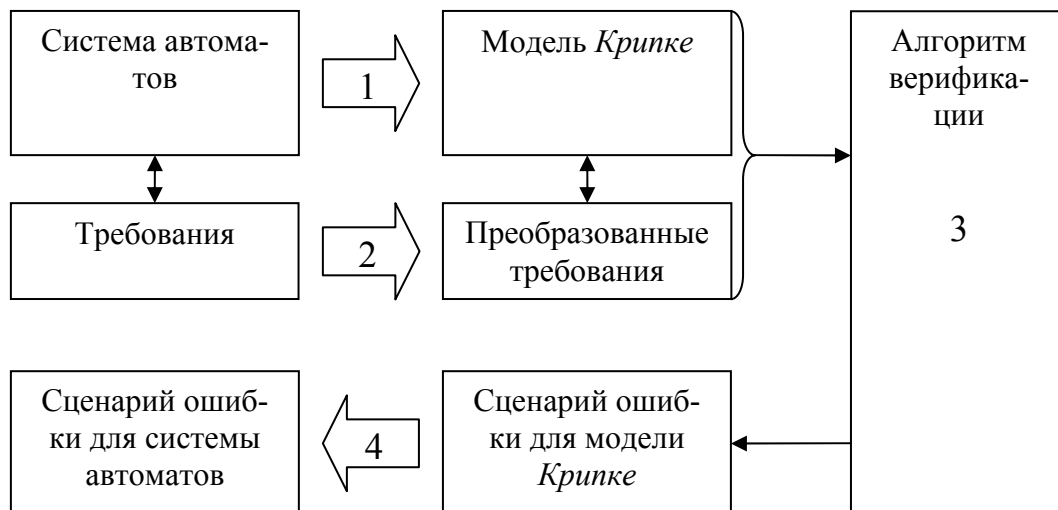 Система автома-
тов
1
Модель Крипке
Алгоритм
верифика-
ции
3
Требования
2
Преобразованные
требования
Сценарий ошиб-
ки для системы
автоматов
4
Сценарий ошиб-
ки для модели
Крипке